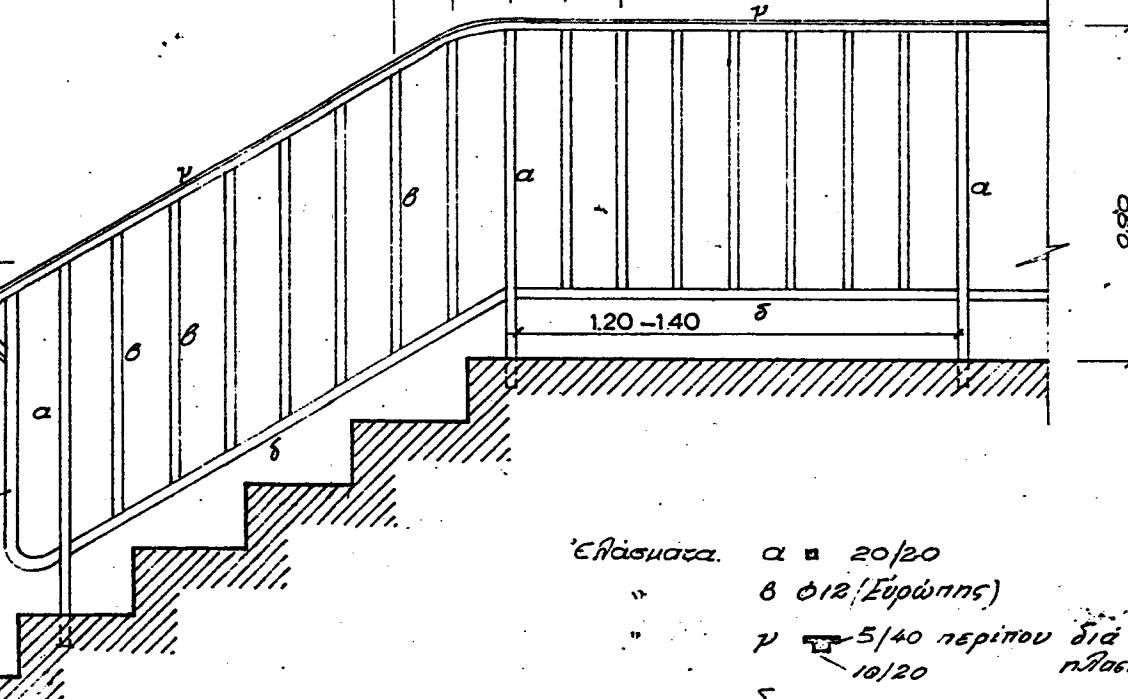 γ
γ
α
α
0.90
β
β
β
δ
1.20 – 1.40
α
δ
Ἐλάσματα. α 20/20
" β Φ12 (Εὐρώπης)
" γ 5/40 περίπου διά
10/20
δ